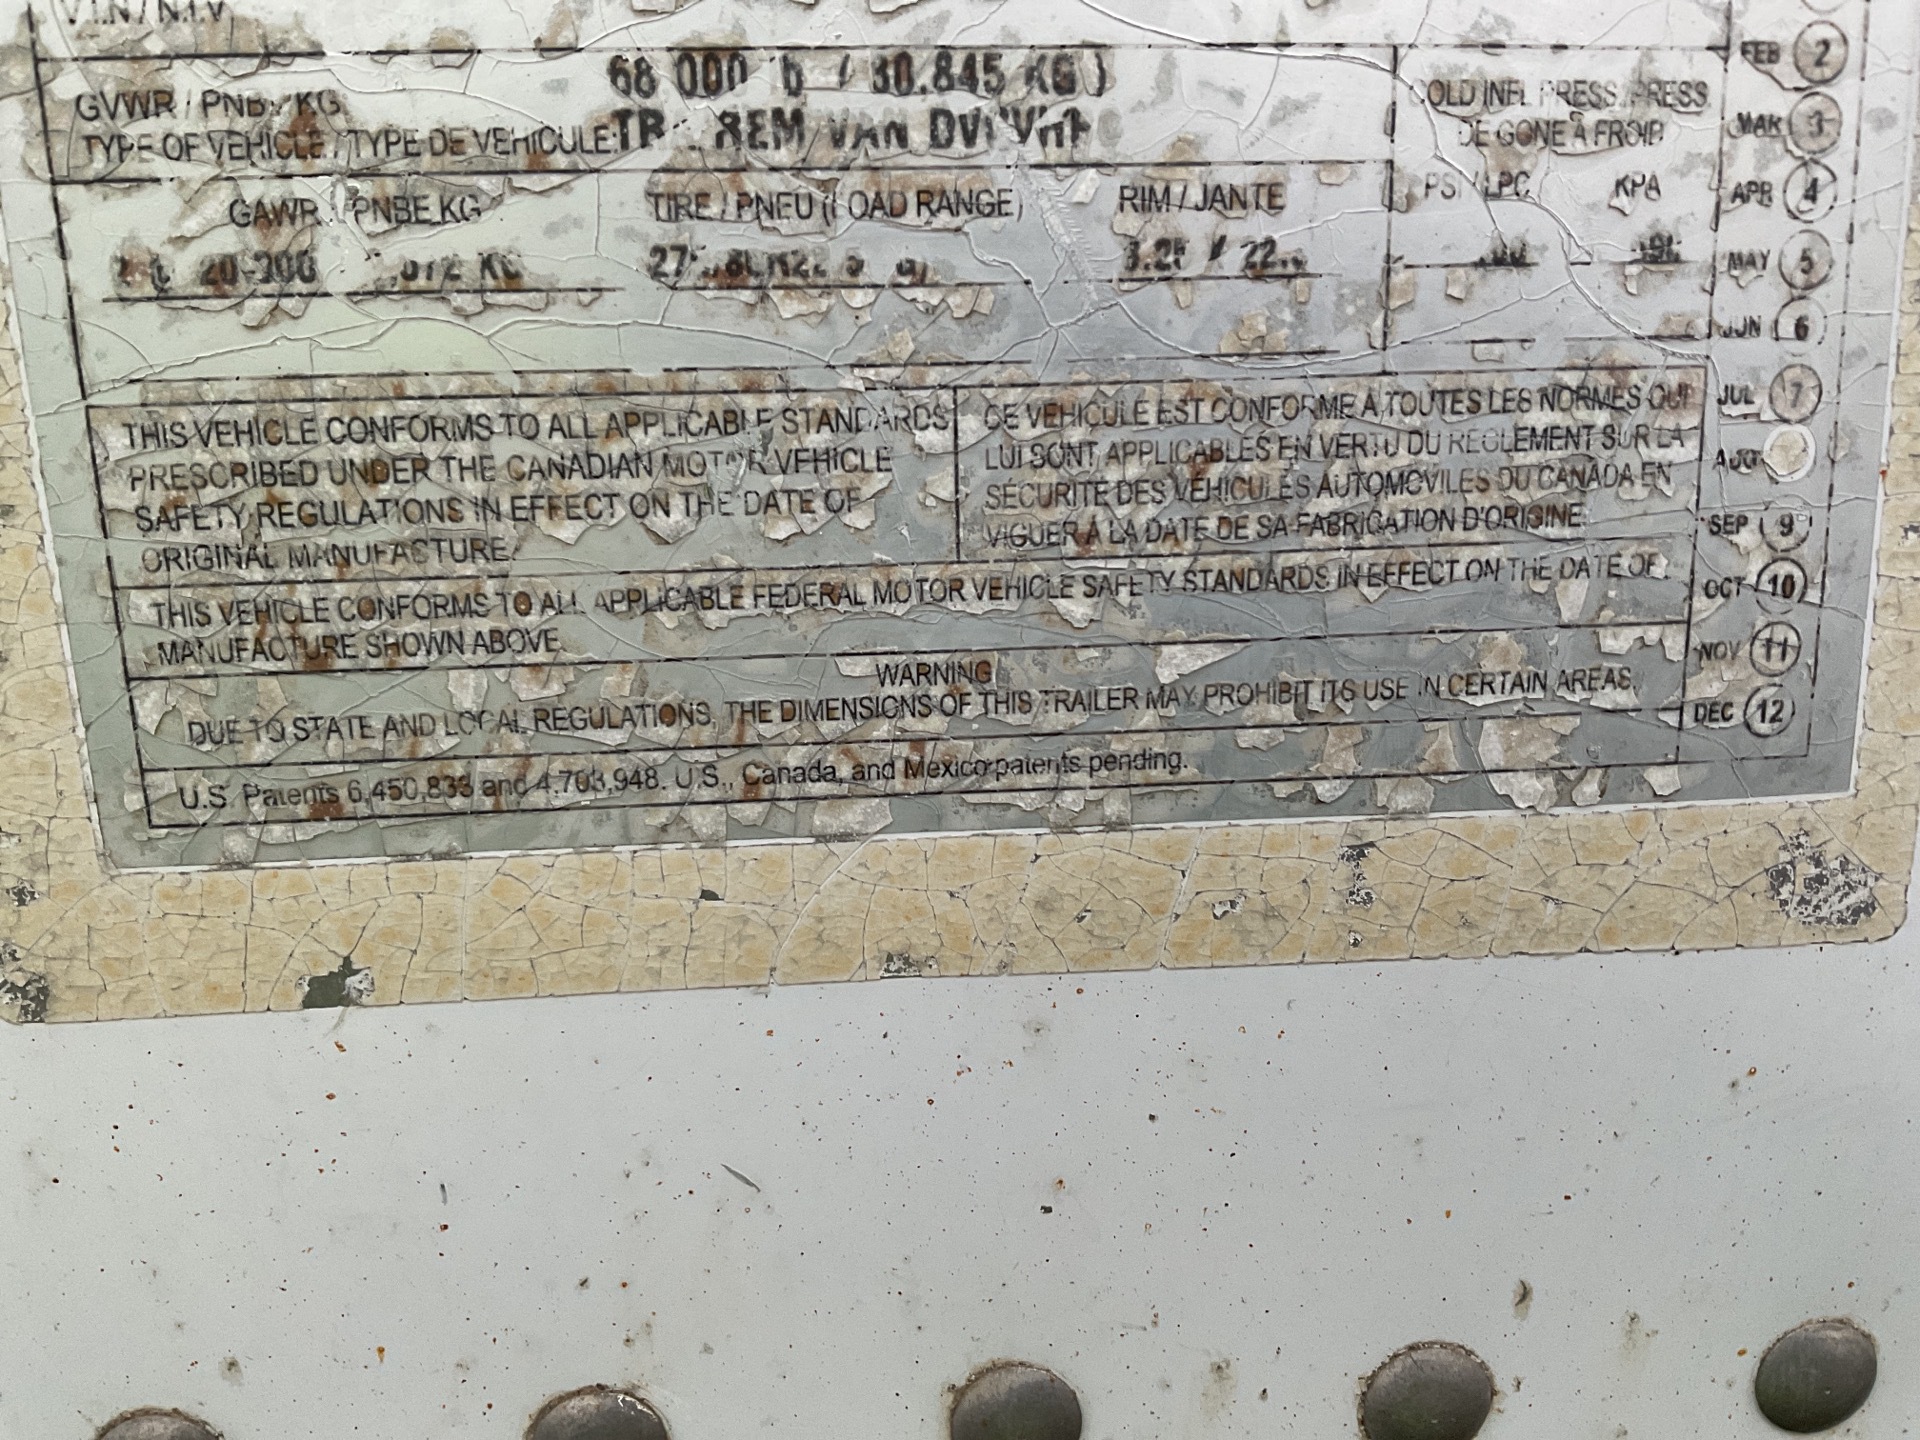 V.I.N / N.I.V
FEB 2
68 000 (30.845 KG)
GVWR / PNBV KG
COLD INFL PRESS. PRESS
MAR 3
TYPE OF VEHICLE / TYPE DE VEHICULE: REM VAN
DE GONF A FROID
GAWR / PNBE KG
TIRE / PNEU (LOAD RANGE)
RIM / JANTE
PSI / LPC
KPA
APR 4
MAY 5
JUN 6
THIS VEHICLE CONFORMS TO ALL APPLICABLE STANDARDS
PRESCRIBED UNDER THE CANADIAN MOTOR VEHICLE
SAFETY REGULATIONS IN EFFECT ON THE DATE OF
ORIGINAL MANUFACTURE.
CE VEHICULE EST CONFORME A TOUTES LES NORMES QUI
LUI SONT APPLICABLES EN VERTU DU REGLEMENT SUR LA
SÉCURITE DES VEHICULES AUTOMOVILES DU CANADA EN
VIGUER A LA DATE DE SA FABRICATION D'ORIGINE.
JUL 7
AUG
SEP 9
OCT 10
NOV 11
DEC 12
THIS VEHICLE CONFORMS TO ALL APPLICABLE FEDERAL MOTOR VEHICLE SAFETY STANDARDS IN EFFECT ON THE DATE OF
MANUFACTURE SHOWN ABOVE.
WARNING
DUE TO STATE AND LOCAL REGULATIONS, THE DIMENSIONS OF THIS TRAILER MAY PROHIBIT ITS USE IN CERTAIN AREAS.
U.S. Patents 6,450,833 and 4,703,948. U.S., Canada, and Mexico patents pending.